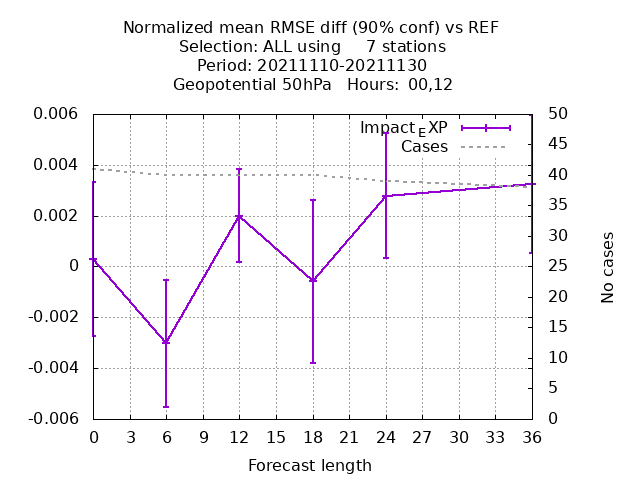 Normalized mean RMSE diff (90% conf) vs REF
Selection: ALL using     7 stations
Period: 20211110-20211130
Geopotential 50hPa   Hours:  00,12
Impact_EXP
Cases
0.006
0.004
0.002
0
-0.002
-0.004
-0.006
50
45
40
35
30
25
20
15
10
5
0
No cases
0 3 6 9 12 15 18 21 24 27 30 33 36
Forecast length